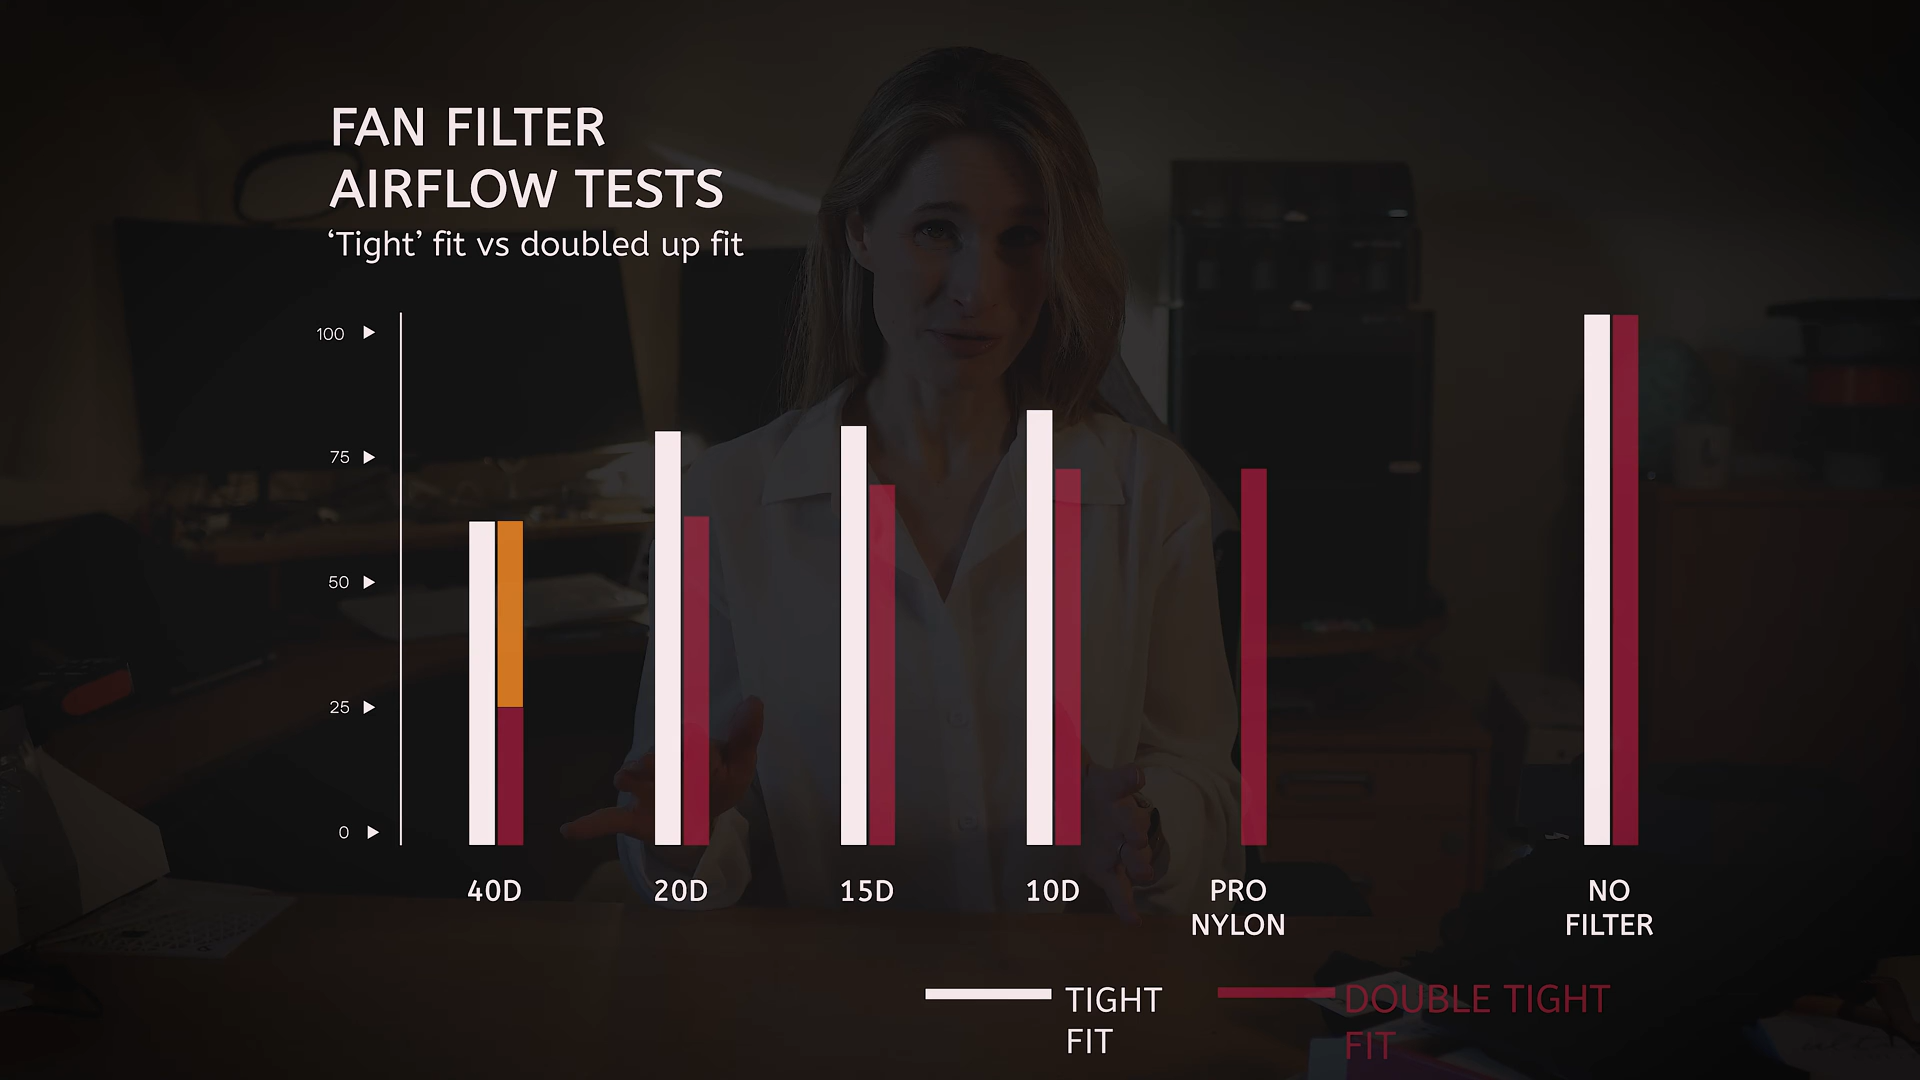 FAN FILTER
AIRFLOW TESTS
‘Tight’ fit vs doubled up fit
100
75
50
25
0
40D
20D
15D
10D
PRO
NYLON
NO
FILTER
TIGHT
FIT
DOUBLE TIGHT
FIT